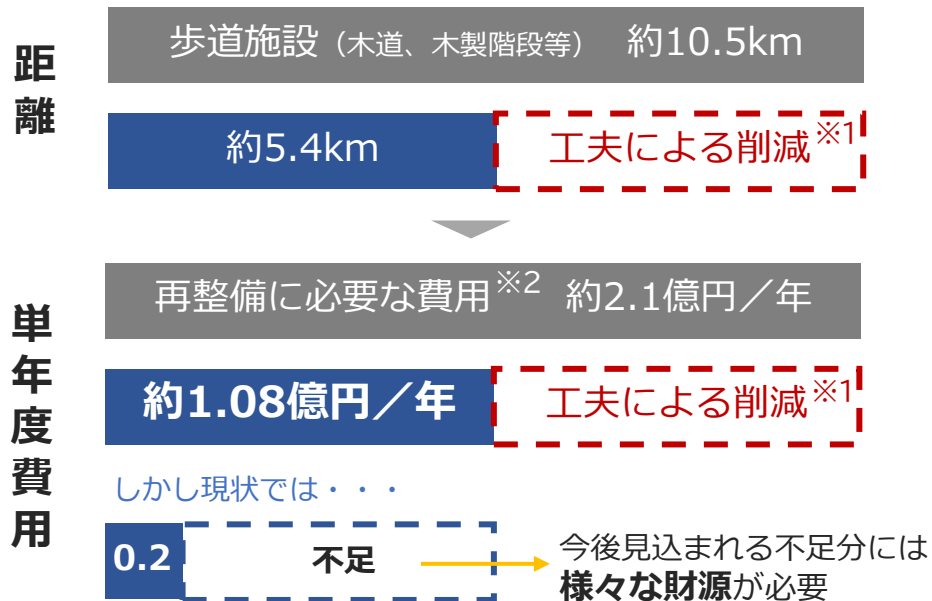 距離
歩道施設（木道、木製階段等） 約10.5km
約5.4km
工夫による削減※1
単年度費用
再整備に必要な費用※2 約2.1億円／年
約1.08億円／年
工夫による削減※1
しかし現状では・・・
0.2
不足
今後見込まれる不足分には
様々な財源が必要